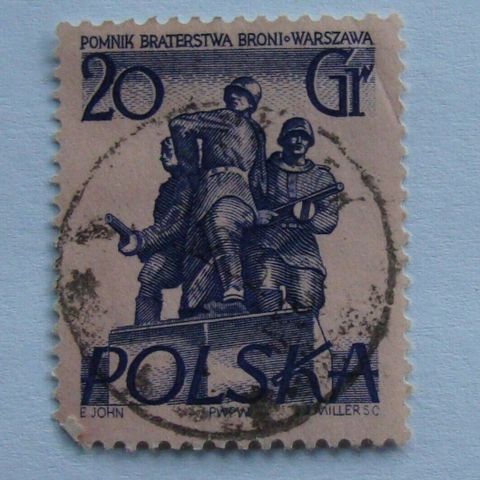 POMNIK BRATERSTWA BRONI WARSZAWA
20 Gr
POLSKA
E. JOHN PWPW MILLER SC